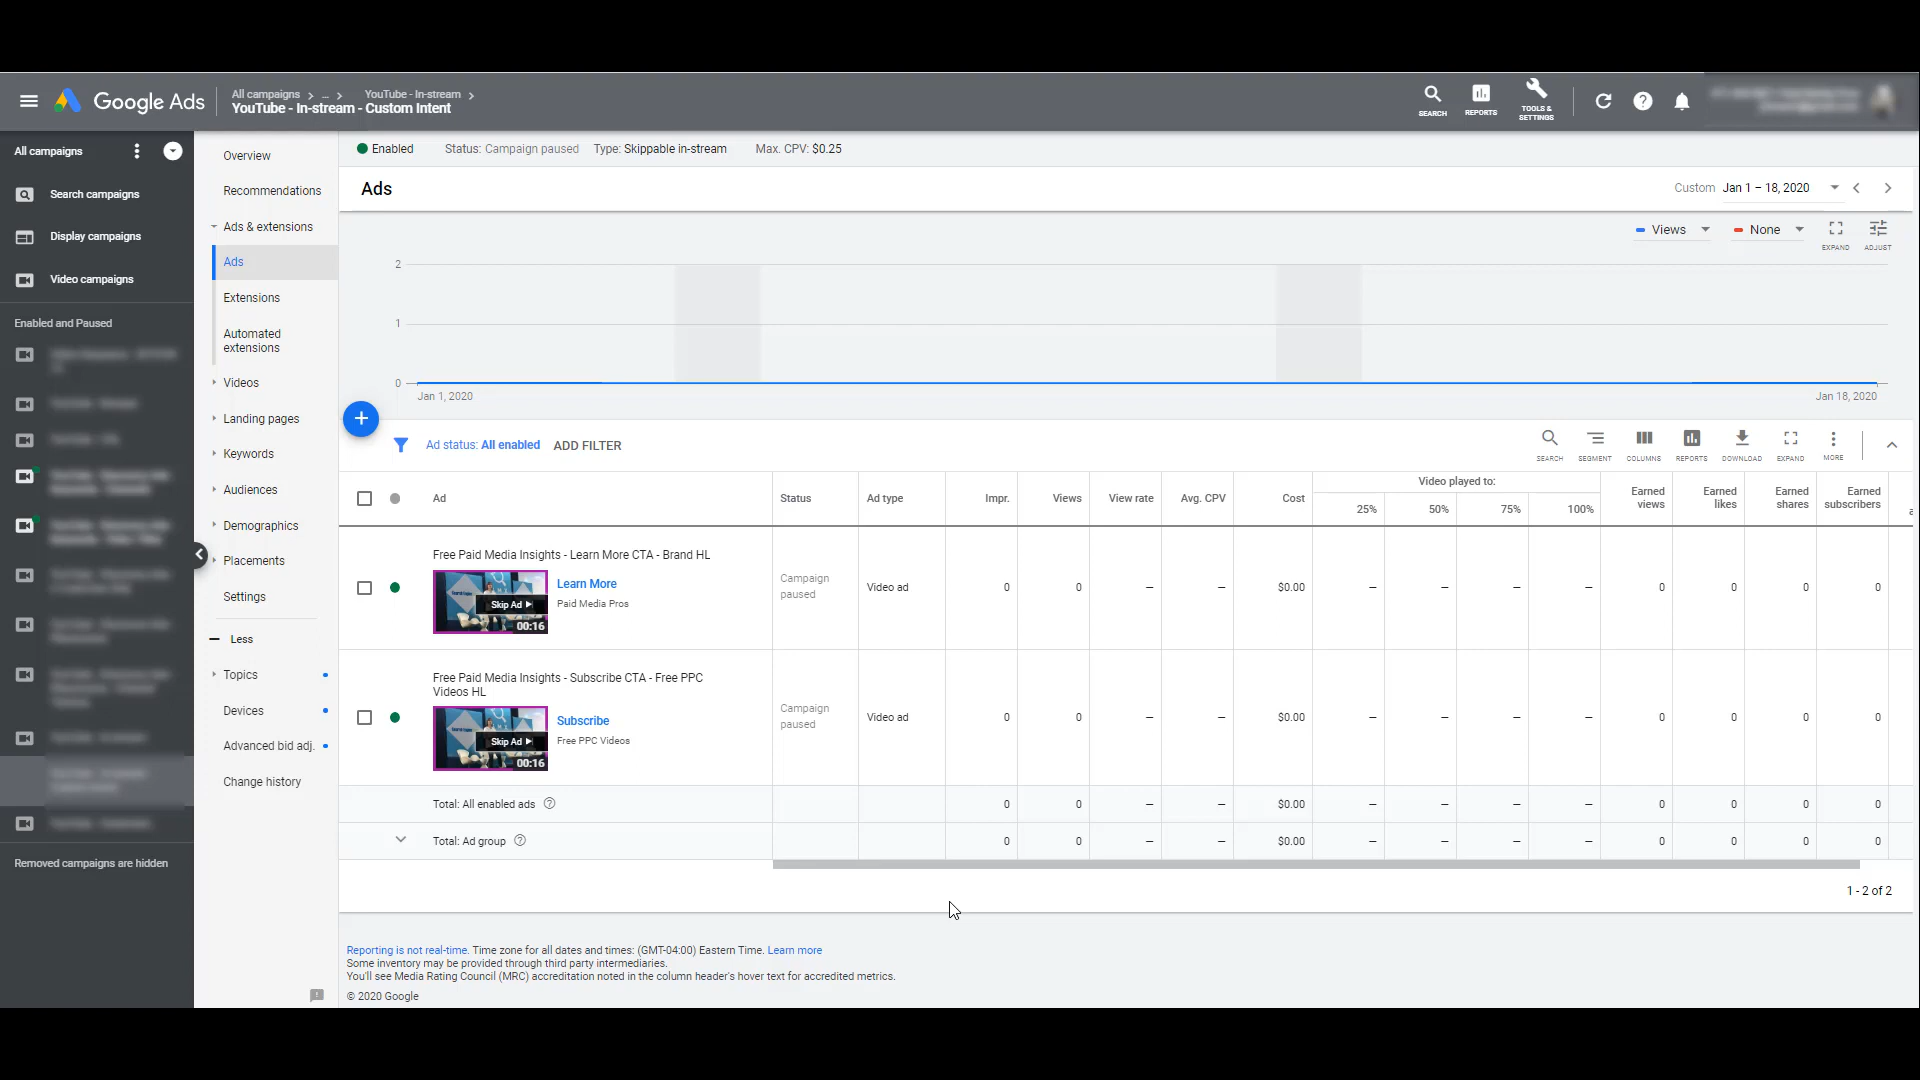 Google Ads
All campaigns > ... > YouTube - In-stream >
YouTube - In-stream - Custom Intent
SEARCH
REPORTS
TOOLS &
SETTINGS
All campaigns
Search campaigns
Display campaigns
Video campaigns
Enabled and Paused
Removed campaigns are hidden
Overview
Recommendations
Ads & extensions
Ads
Extensions
Automated
extensions
Videos
Landing pages
Keywords
Audiences
Demographics
Placements
Settings
Less
Topics
Devices
Advanced bid adj.
Change history
Enabled Status: Campaign paused Type: Skippable in-stream Max. CPV: $0.25
Ads
Custom Jan 1 – 18, 2020
Views None
EXPAND
ADJUST
2
1
0
Jan 1, 2020
Jan 18, 2020
Ad status: All enabled ADD FILTER
SEARCH
SEGMENT
COLUMNS
REPORTS
DOWNLOAD
EXPAND
MORE
Ad Status Ad type Impr. Views View rate Avg. CPV Cost
Video played to:
25% 50% 75% 100%
Earned
views
Earned
likes
Earned
shares
Earned
subscribers
Free Paid Media Insights - Learn More CTA - Brand HL
Skip Ad
00:16
Learn More
Paid Media Pros
Campaign
paused
Video ad 0 0 – – $0.00 – – – – 0 0 0 0
Free Paid Media Insights - Subscribe CTA - Free PPC
Videos HL
Skip Ad
00:16
Subscribe
Free PPC Videos
Campaign
paused
Video ad 0 0 – – $0.00 – – – – 0 0 0 0
Total: All enabled ads 0 0 – – $0.00 – – – – 0 0 0 0
Total: Ad group 0 0 – – $0.00 – – – – 0 0 0 0
1 - 2 of 2
Reporting is not real-time. Time zone for all dates and times: (GMT-04:00) Eastern Time. Learn more
Some inventory may be provided through third party intermediaries.
You'll see Media Rating Council (MRC) accreditation noted in the column header's hover text for accredited metrics.
© 2020 Google